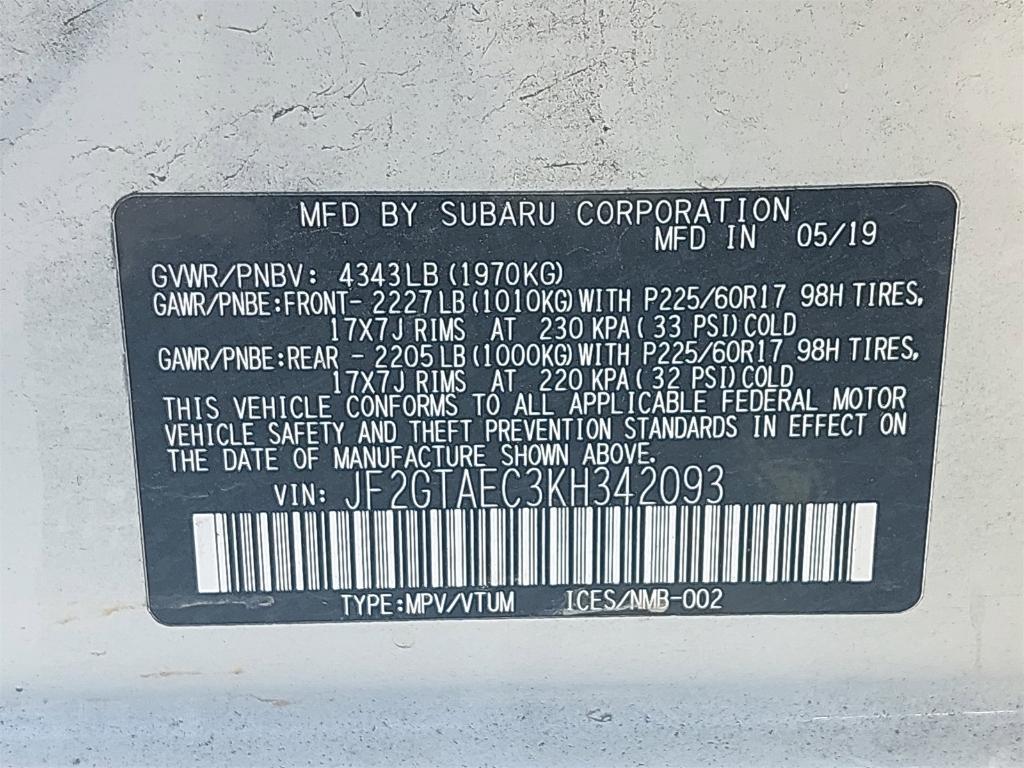 MFD BY SUBARU CORPORATION
MFD IN 05/19
GVWR/PNBV: 4343LB (1970KG)
GAWR/PNBE:FRONT- 2227LB (1010KG) WITH P225/60R17 98H TIRES,
17X7J RIMS AT 230 KPA ( 33 PSI) COLD
GAWR/PNBE:REAR - 2205LB (1000KG) WITH P225/60R17 98H TIRES,
17X7J RIMS AT 220 KPA ( 32 PSI) COLD
THIS VEHICLE CONFORMS TO ALL APPLICABLE FEDERAL MOTOR
VEHICLE SAFETY AND THEFT PREVENTION STANDARDS IN EFFECT ON
THE DATE OF MANUFACTURE SHOWN ABOVE.
VIN: JF2GTAEC3KH342093
TYPE:MPV/VTUM ICES/NMB-002